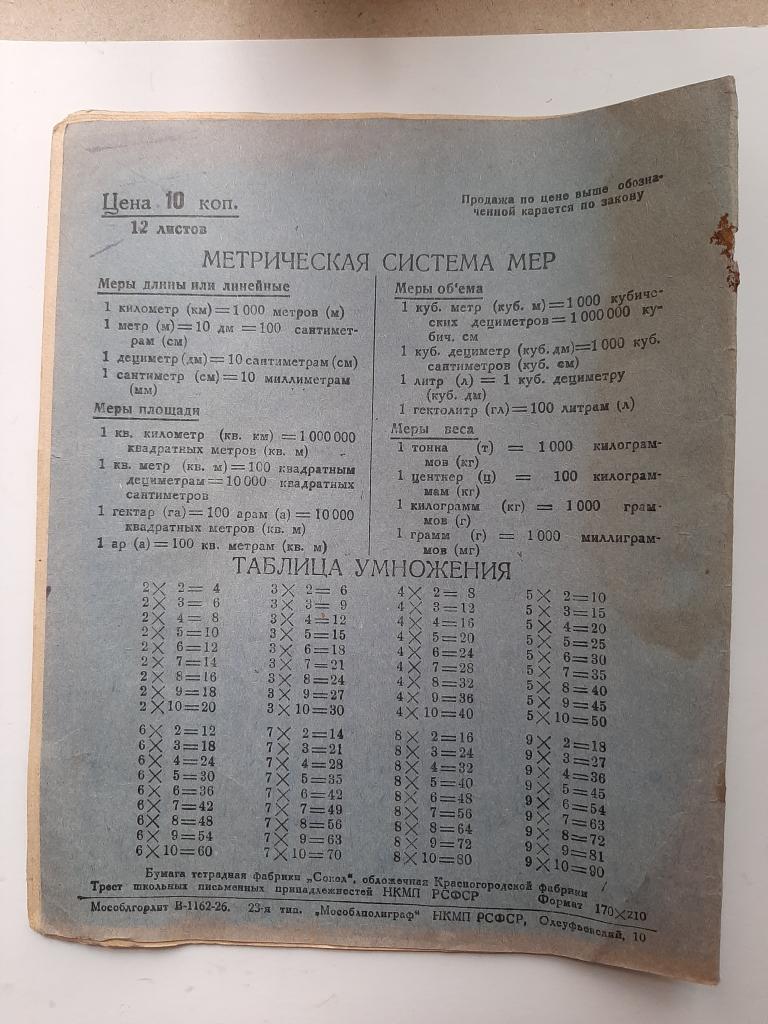 Цена 10 коп.
12 листов
Продажа по цене выше обозна-
ченной карается по закону
МЕТРИЧЕСКАЯ СИСТЕМА МЕР
Меры длины или линейные
1 километр (км)=1 000 метров (м)
1 метр (м)=10 дм=100 сантимет-
рам (см)
1 дециметр (дм)=10 сантиметрам (см)
1 сантиметр (см)=10 миллиметрам
(мм)
Меры площади
1 кв. километр (кв. км)=1 000 000
квадратных метров (кв. м)
1 кв. метр (кв. м)=100 квадратным
дециметрам=10 000 квадратных
сантиметров
1 гектар (га)=100 арам (а)=10 000
квадратных метров (кв. м)
1 ар (а)=100 кв. метрам (кв. м)
Меры об'ема
1 куб. метр (куб. м)=1 000 кубиче-
ских дециметров=1 000 000 ку-
бич. см
1 куб. дециметр (куб. дм)=1 000 куб.
сантиметров (куб. см)
1 литр (л) = 1 куб. дециметру
(куб. дм)
1 гектолитр (гл)=100 литрам (л)
Меры веса
1 тонна (т) = 1 000 килограм-
мов (кг)
1 центнер (ц) = 100 килограм-
мам (кг)
1 килограмм (кг) = 1 000 грам-
мов (г)
1 грамм (г) = 1 000 миллиграм-
мов (мг)
ТАБЛИЦА УМНОЖЕНИЯ
2 × 2 = 4
2 × 3 = 6
2 × 4 = 8
2 × 5 = 10
2 × 6 = 12
2 × 7 = 14
2 × 8 = 16
2 × 9 = 18
2 × 10 = 20
3 × 2 = 6
3 × 3 = 9
3 × 4 = 12
3 × 5 = 15
3 × 6 = 18
3 × 7 = 21
3 × 8 = 24
3 × 9 = 27
3 × 10 = 30
4 × 2 = 8
4 × 3 = 12
4 × 4 = 16
4 × 5 = 20
4 × 6 = 24
4 × 7 = 28
4 × 8 = 32
4 × 9 = 36
4 × 10 = 40
5 × 2 = 10
5 × 3 = 15
5 × 4 = 20
5 × 5 = 25
5 × 6 = 30
5 × 7 = 35
5 × 8 = 40
5 × 9 = 45
5 × 10 = 50
6 × 2 = 12
6 × 3 = 18
6 × 4 = 24
6 × 5 = 30
6 × 6 = 36
6 × 7 = 42
6 × 8 = 48
6 × 9 = 54
6 × 10 = 60
7 × 2 = 14
7 × 3 = 21
7 × 4 = 28
7 × 5 = 35
7 × 6 = 42
7 × 7 = 49
7 × 8 = 56
7 × 9 = 63
7 × 10 = 70
8 × 2 = 16
8 × 3 = 24
8 × 4 = 32
8 × 5 = 40
8 × 6 = 48
8 × 7 = 56
8 × 8 = 64
8 × 9 = 72
8 × 10 = 80
9 × 2 = 18
9 × 3 = 27
9 × 4 = 36
9 × 5 = 45
9 × 6 = 54
9 × 7 = 63
9 × 8 = 72
9 × 9 = 81
9 × 10 = 90
Бумага тетрадная фабрики „Сокол", обложечная Красногородской фабрики
Трест школьных письменных принадлежностей НКМП РСФСР Формат 170×210
Мособлгорлит В-1162-26. 23-я тип. „Мособлполиграф" НКМП РСФСР, Олсуфьевский, 10